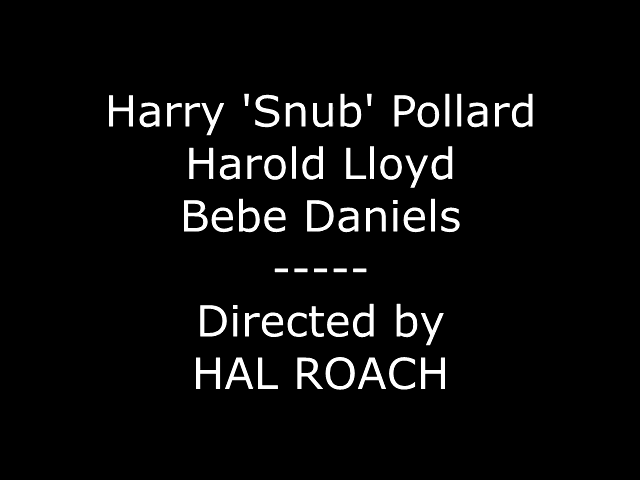 Harry 'Snub' Pollard
Harold Lloyd
Bebe Daniels
-----
Directed by
HAL ROACH